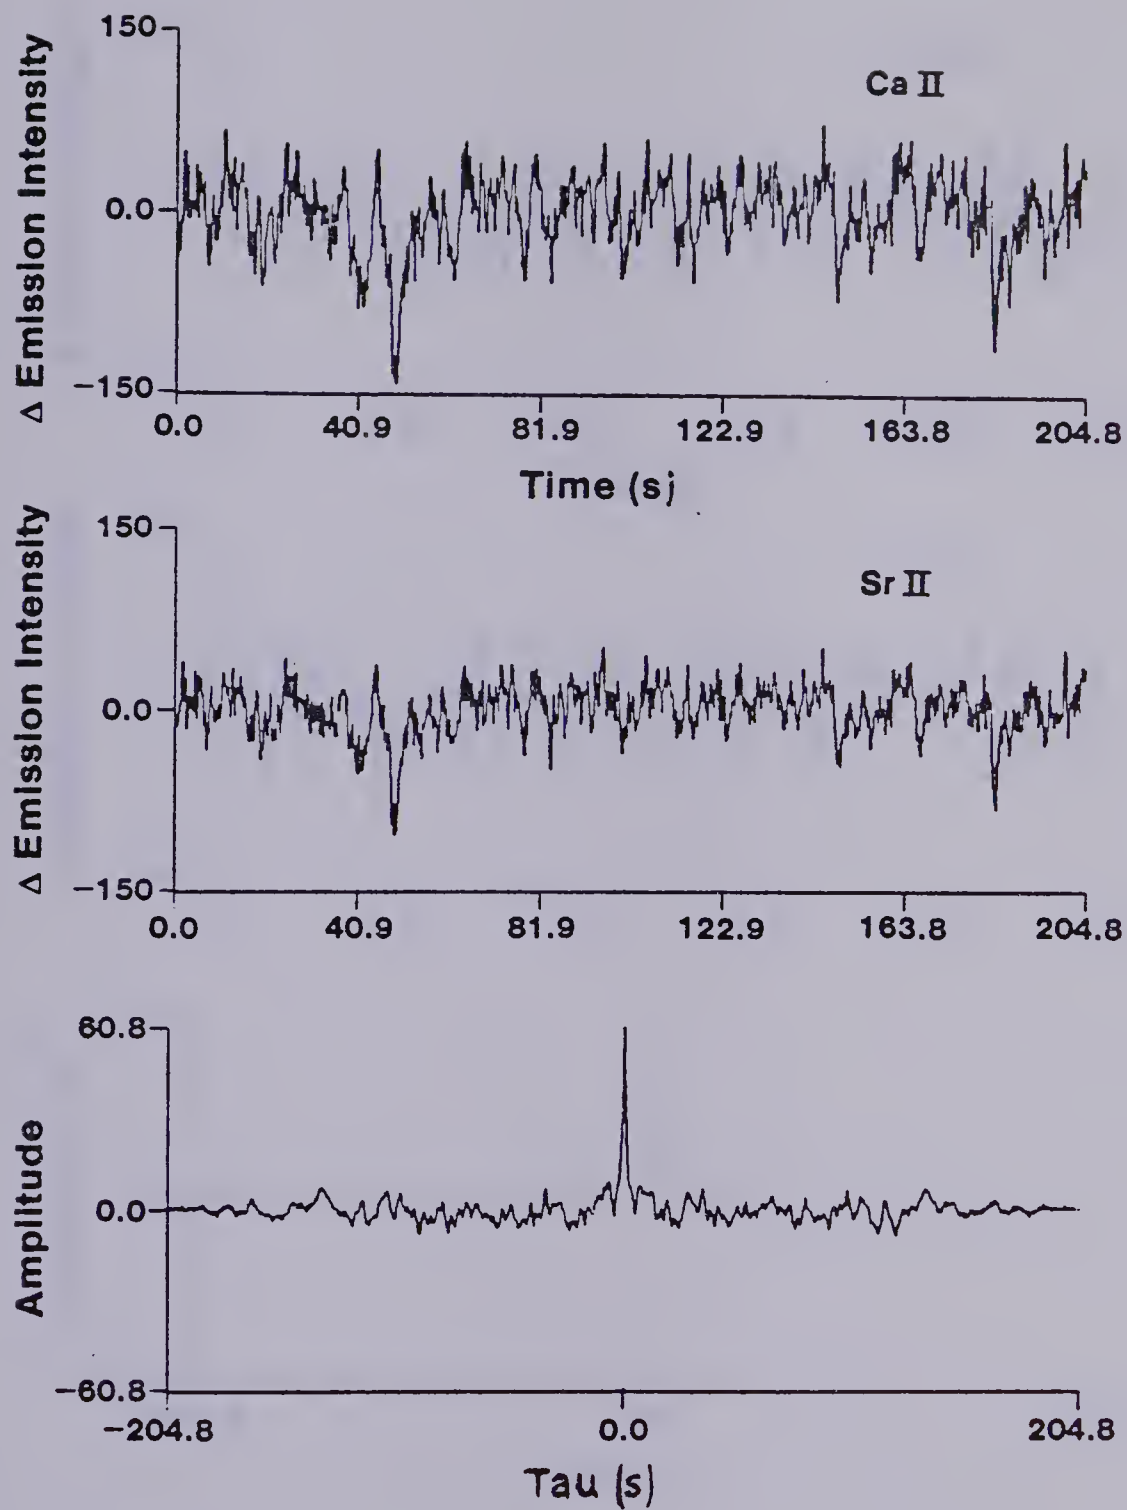 Δ Emission Intensity
150
0.0
−150
Ca II
0.0 40.9 81.9 122.9 163.8 204.8
Time (s)
Δ Emission Intensity
150
0.0
−150
Sr II
0.0 40.9 81.9 122.9 163.8 204.8
Amplitude
60.8
0.0
−60.8
−204.8 0.0 204.8
Tau (s)